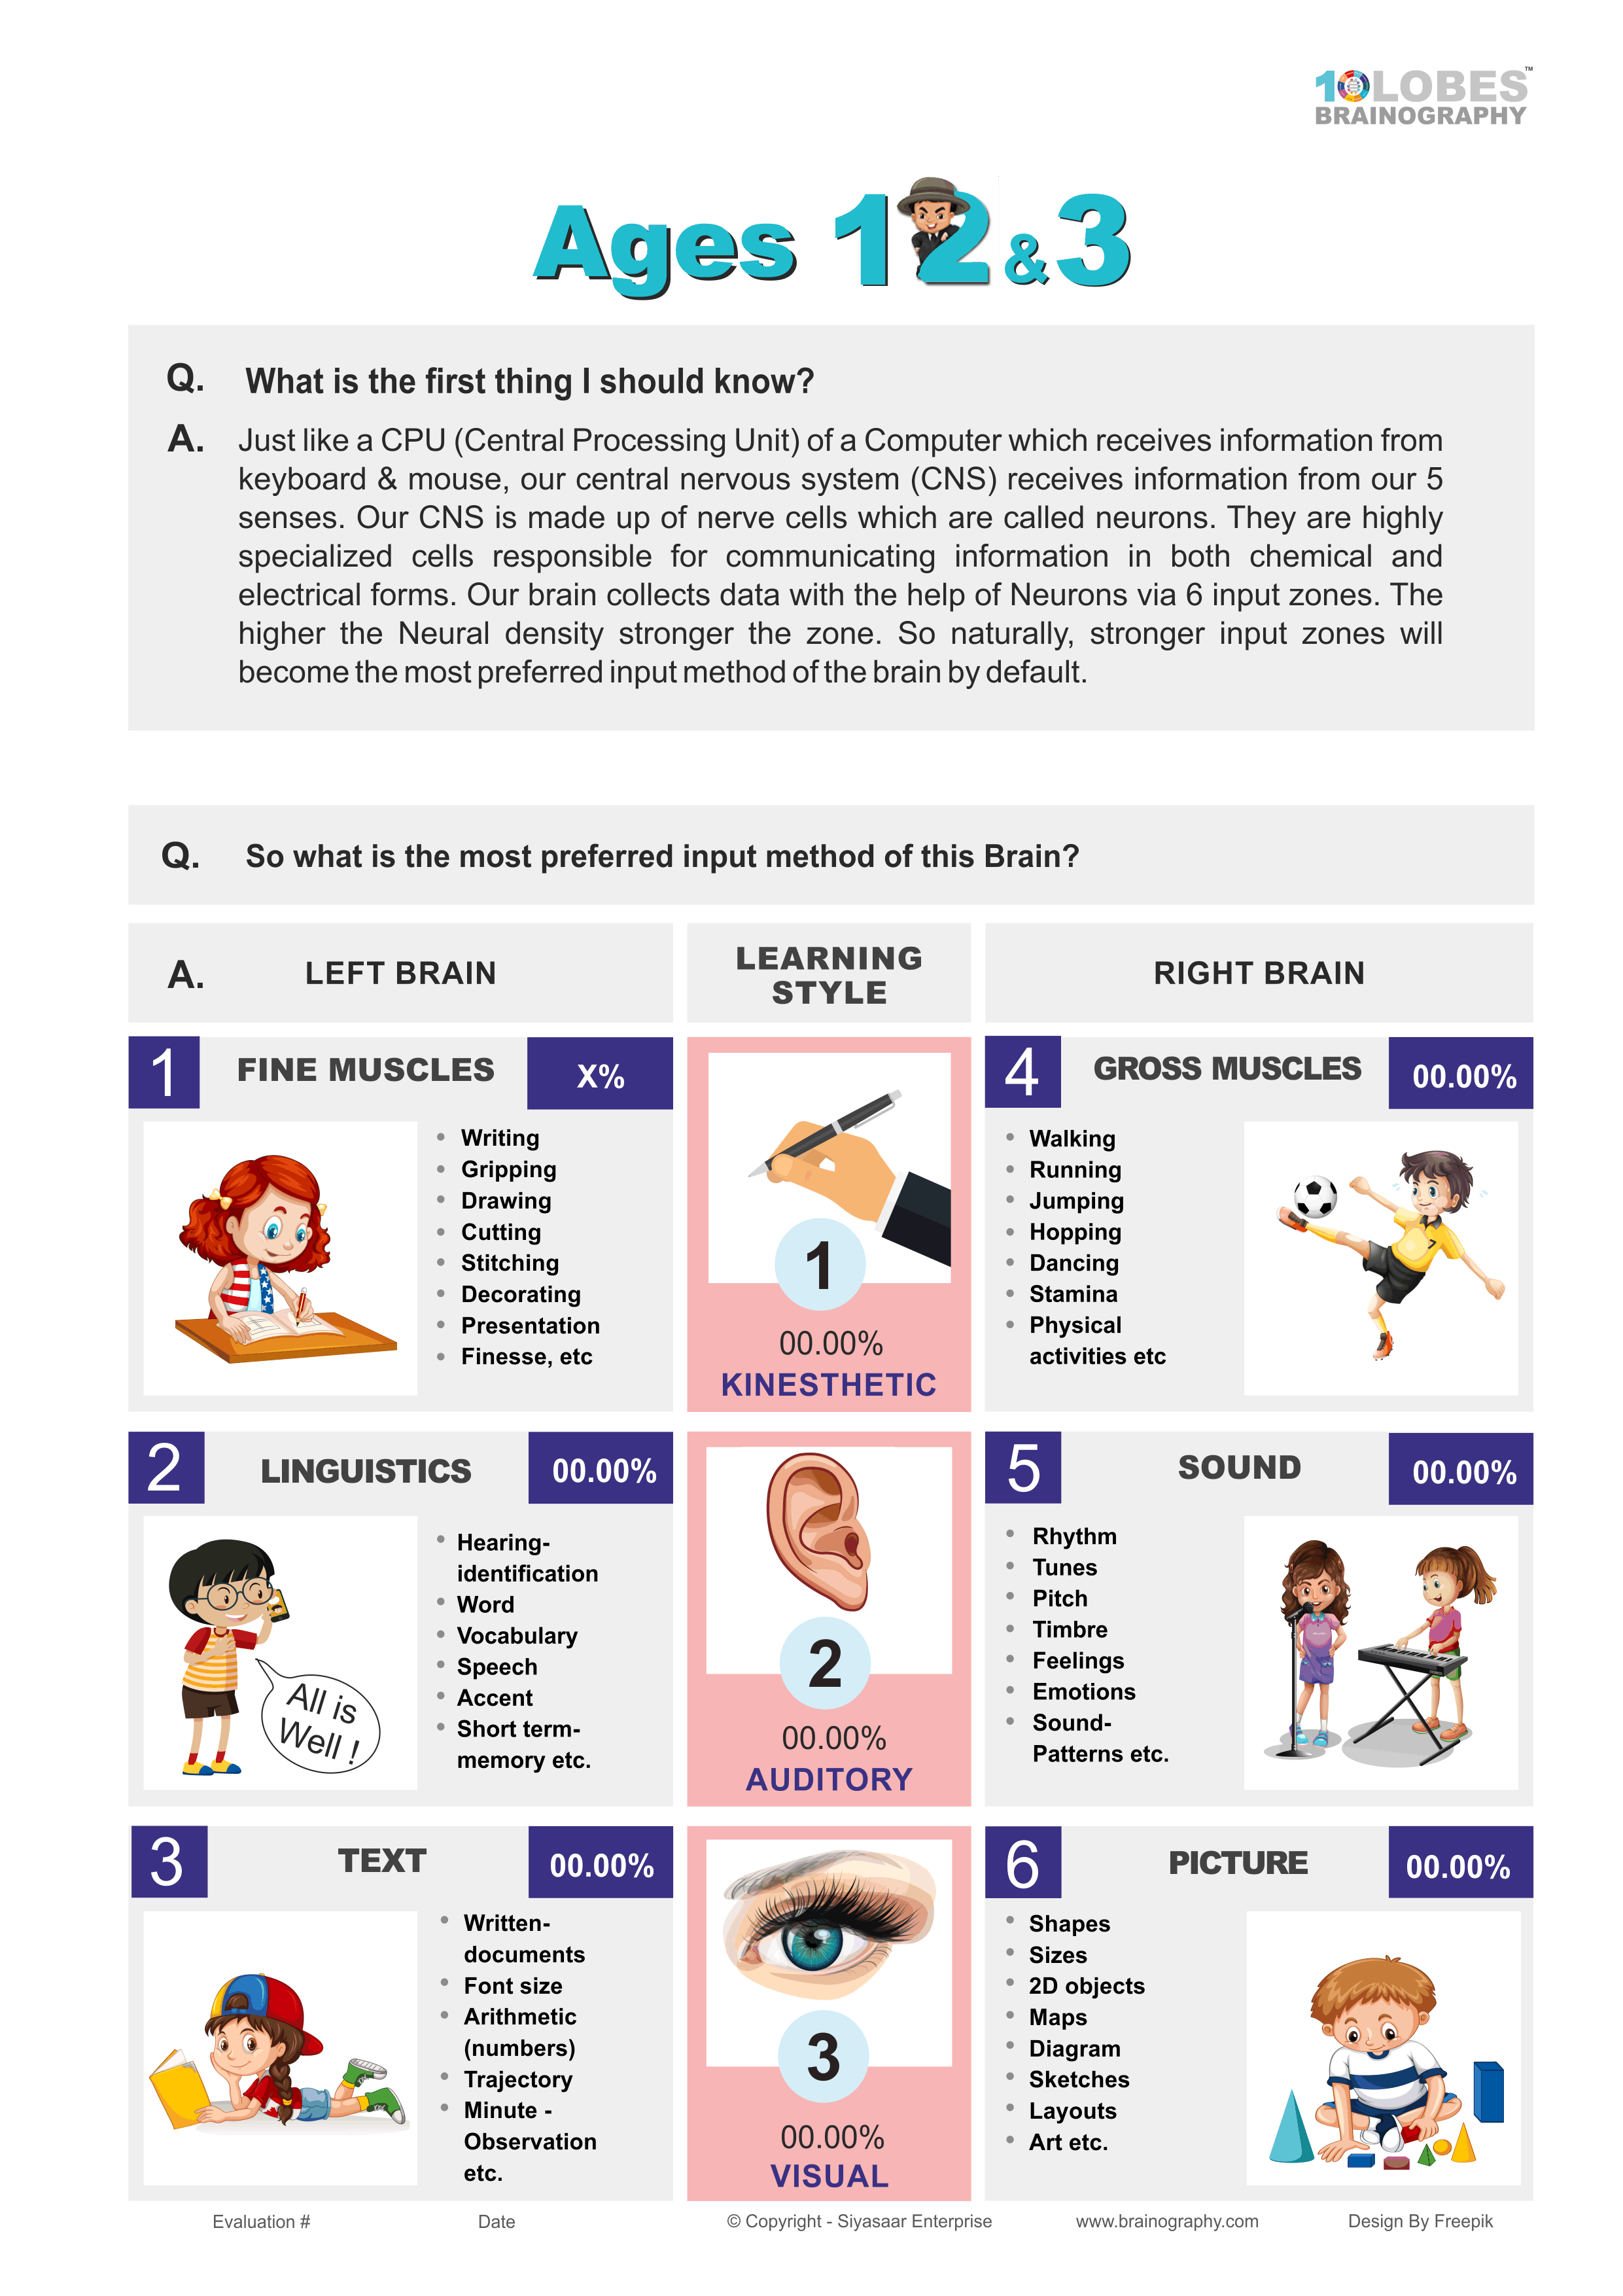 10LOBES™
BRAINOGRAPHY
Ages 1 2 & 3
Q. What is the first thing I should know?
A. Just like a CPU (Central Processing Unit) of a Computer which receives information from
keyboard & mouse, our central nervous system (CNS) receives information from our 5
senses. Our CNS is made up of nerve cells which are called neurons. They are highly
specialized cells responsible for communicating information in both chemical and
electrical forms. Our brain collects data with the help of Neurons via 6 input zones. The
higher the Neural density stronger the zone. So naturally, stronger input zones will
become the most preferred input method of the brain by default.
Q. So what is the most preferred input method of this Brain?
A. LEFT BRAIN
LEARNING
STYLE
RIGHT BRAIN
1 FINE MUSCLES X%
• Writing
• Gripping
• Drawing
• Cutting
• Stitching
• Decorating
• Presentation
• Finesse, etc
1
00.00%
KINESTHETIC
4 GROSS MUSCLES 00.00%
• Walking
• Running
• Jumping
• Hopping
• Dancing
• Stamina
• Physical
activities etc
7
2 LINGUISTICS 00.00%
All is
Well !
• Hearing-
identification
• Word
• Vocabulary
• Speech
• Accent
• Short term-
memory etc.
2
00.00%
AUDITORY
5 SOUND 00.00%
• Rhythm
• Tunes
• Pitch
• Timbre
• Feelings
• Emotions
• Sound-
Patterns etc.
3 TEXT 00.00%
• Written-
documents
• Font size
• Arithmetic
(numbers)
• Trajectory
• Minute -
Observation
etc.
3
00.00%
VISUAL
6 PICTURE 00.00%
• Shapes
• Sizes
• 2D objects
• Maps
• Diagram
• Sketches
• Layouts
• Art etc.
Evaluation # Date © Copyright - Siyasaar Enterprise www.brainography.com Design By Freepik